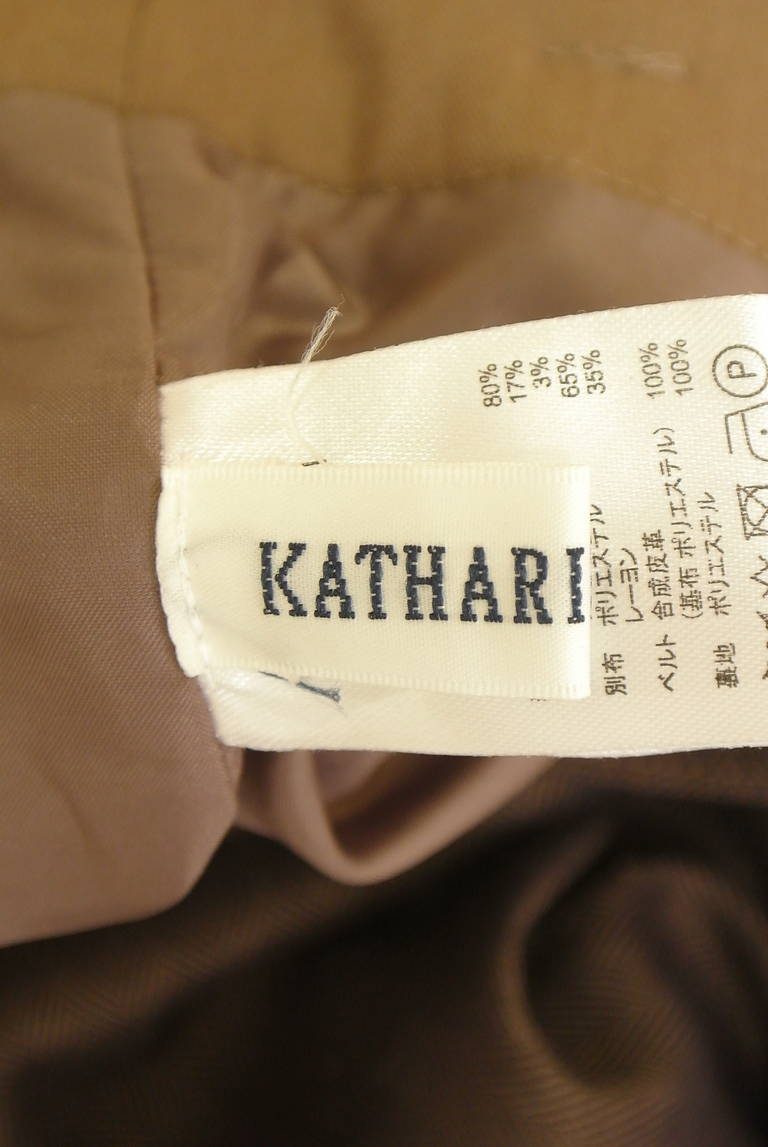 KATHARI
80%
17%
3%
65%
ポリエステル 35%
別布 レーヨン
ベルト 合成皮革 100%
(基布 ポリエステル) 100%
裏地 ポリエステル
P